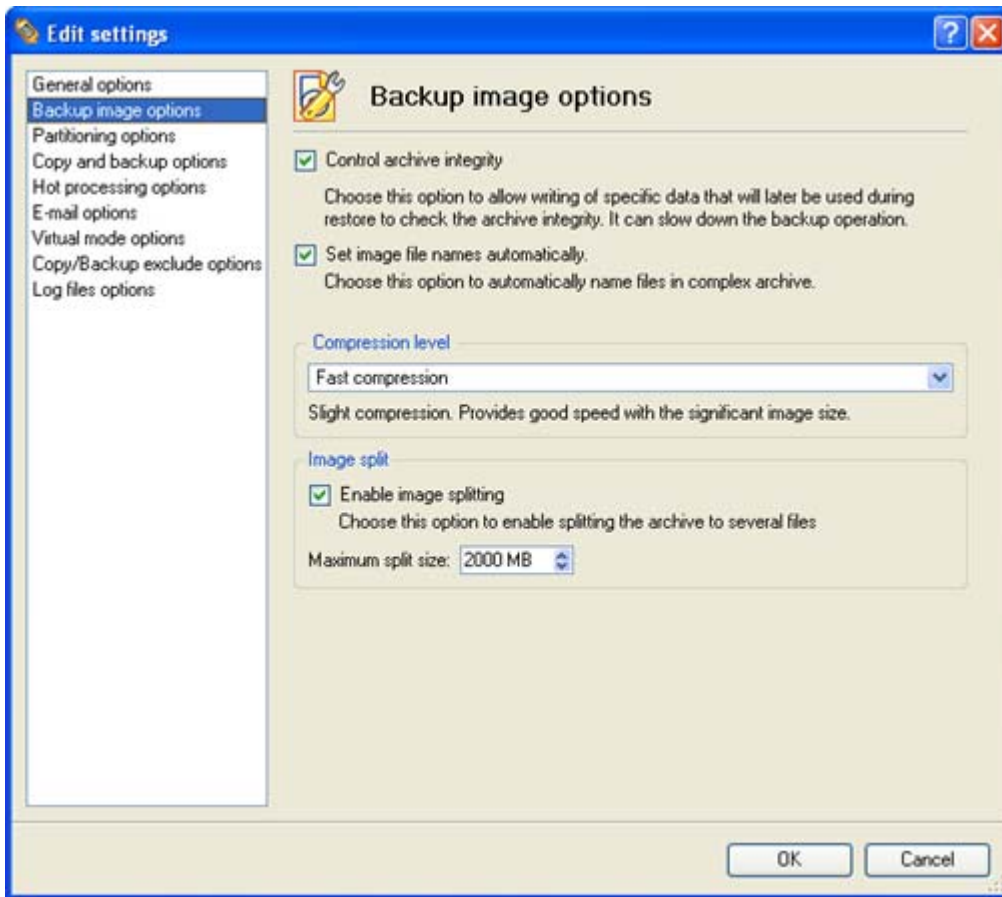 Edit settings
General options
Backup image options
Partitioning options
Copy and backup options
Hot processing options
E-mail options
Virtual mode options
Copy/Backup exclude options
Log files options
Backup image options
Control archive integrity
Choose this option to allow writing of specific data that will later be used during
restore to check the archive integrity. It can slow down the backup operation.
Set image file names automatically.
Choose this option to automatically name files in complex archive.
Compression level
Fast compression
Slight compression. Provides good speed with the significant image size.
Image split
Enable image splitting
Choose this option to enable splitting the archive to several files
Maximum split size: 2000 MB
OK Cancel